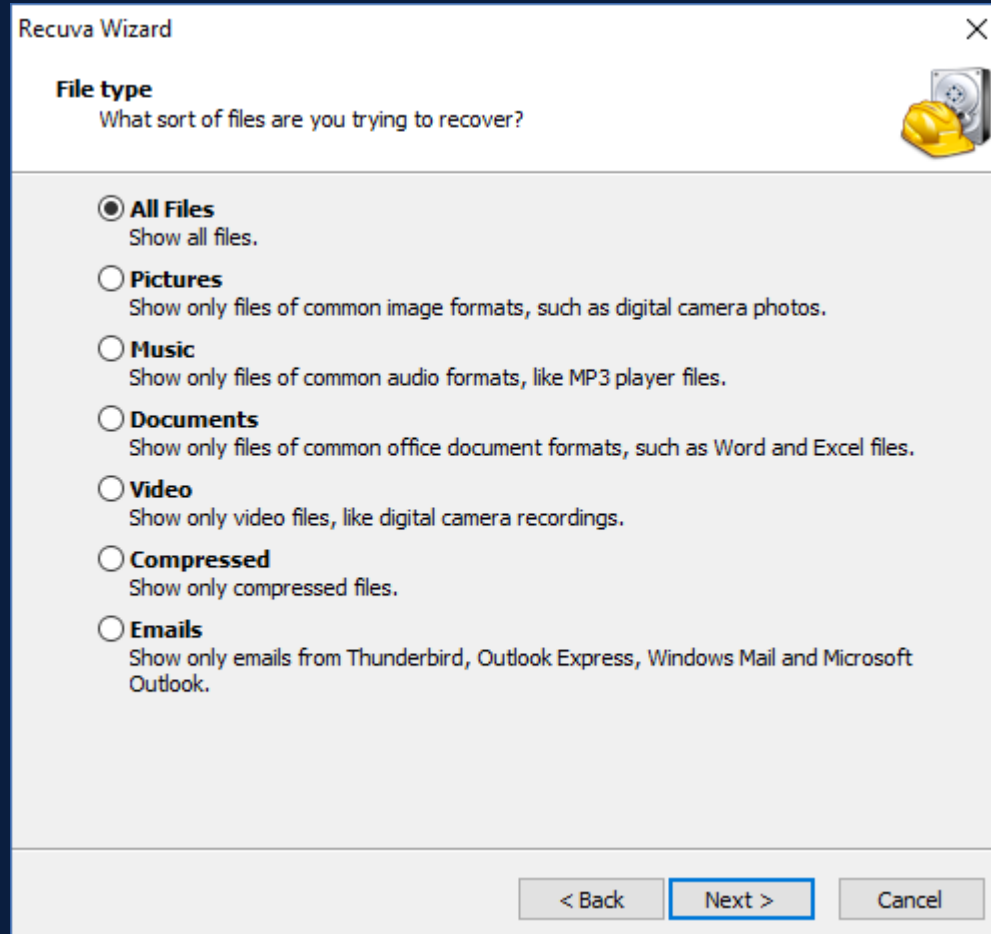 Recuva Wizard
File type
What sort of files are you trying to recover?
All Files
Show all files.
Pictures
Show only files of common image formats, such as digital camera photos.
Music
Show only files of common audio formats, like MP3 player files.
Documents
Show only files of common office document formats, such as Word and Excel files.
Video
Show only video files, like digital camera recordings.
Compressed
Show only compressed files.
Emails
Show only emails from Thunderbird, Outlook Express, Windows Mail and Microsoft
Outlook.
< Back Next > Cancel